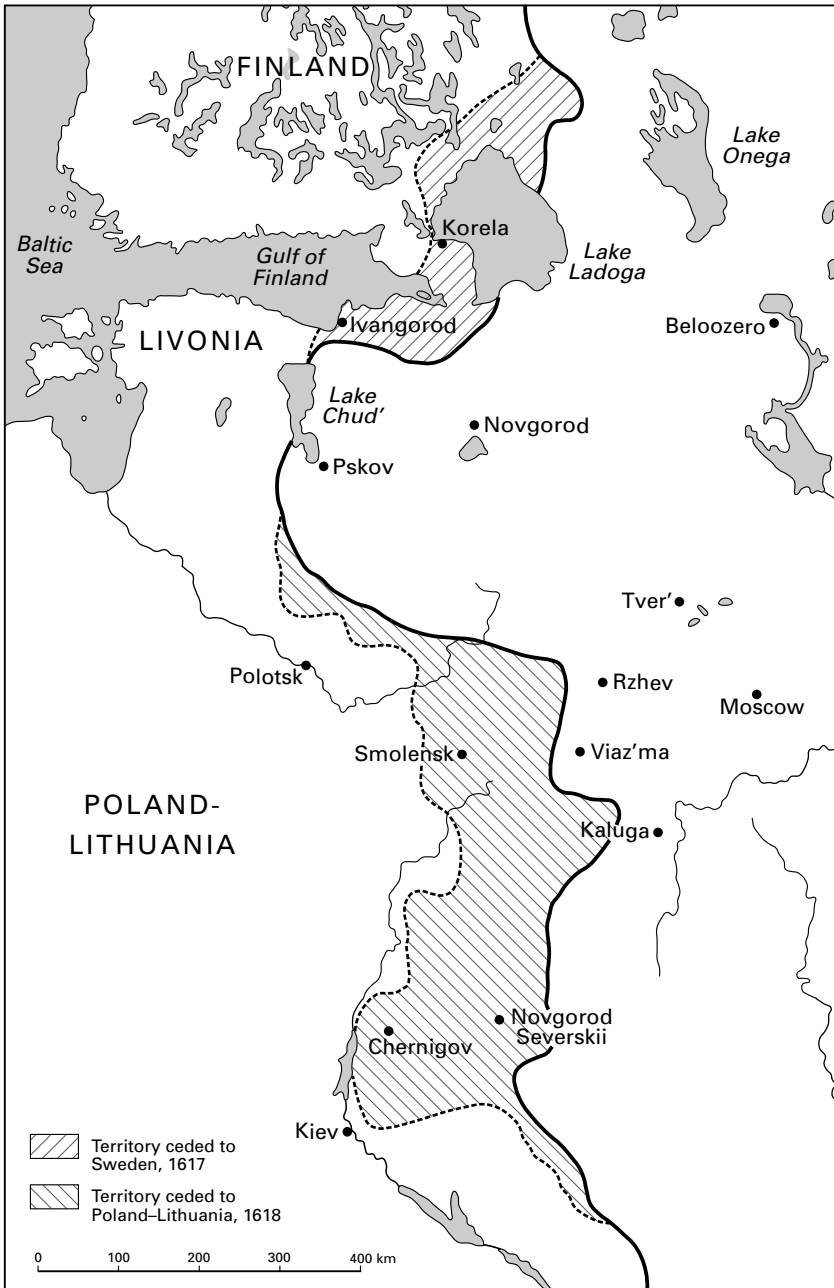 FINLAND
Lake
Onega
Korela
Baltic
Sea
Gulf of
Finland
Lake
Ladoga
Ivangorod
Beloozero
LIVONIA
Lake
Chud'
Novgorod
Pskov
Tver'
Polotsk
Rzhev
Moscow
Smolensk
Viaz'ma
POLAND-
LITHUANIA
Kaluga
Novgorod
Severskii
Chernigov
Kiev
Territory ceded to
Sweden, 1617
Territory ceded to
Poland–Lithuania, 1618
0 100 200 300 400 km